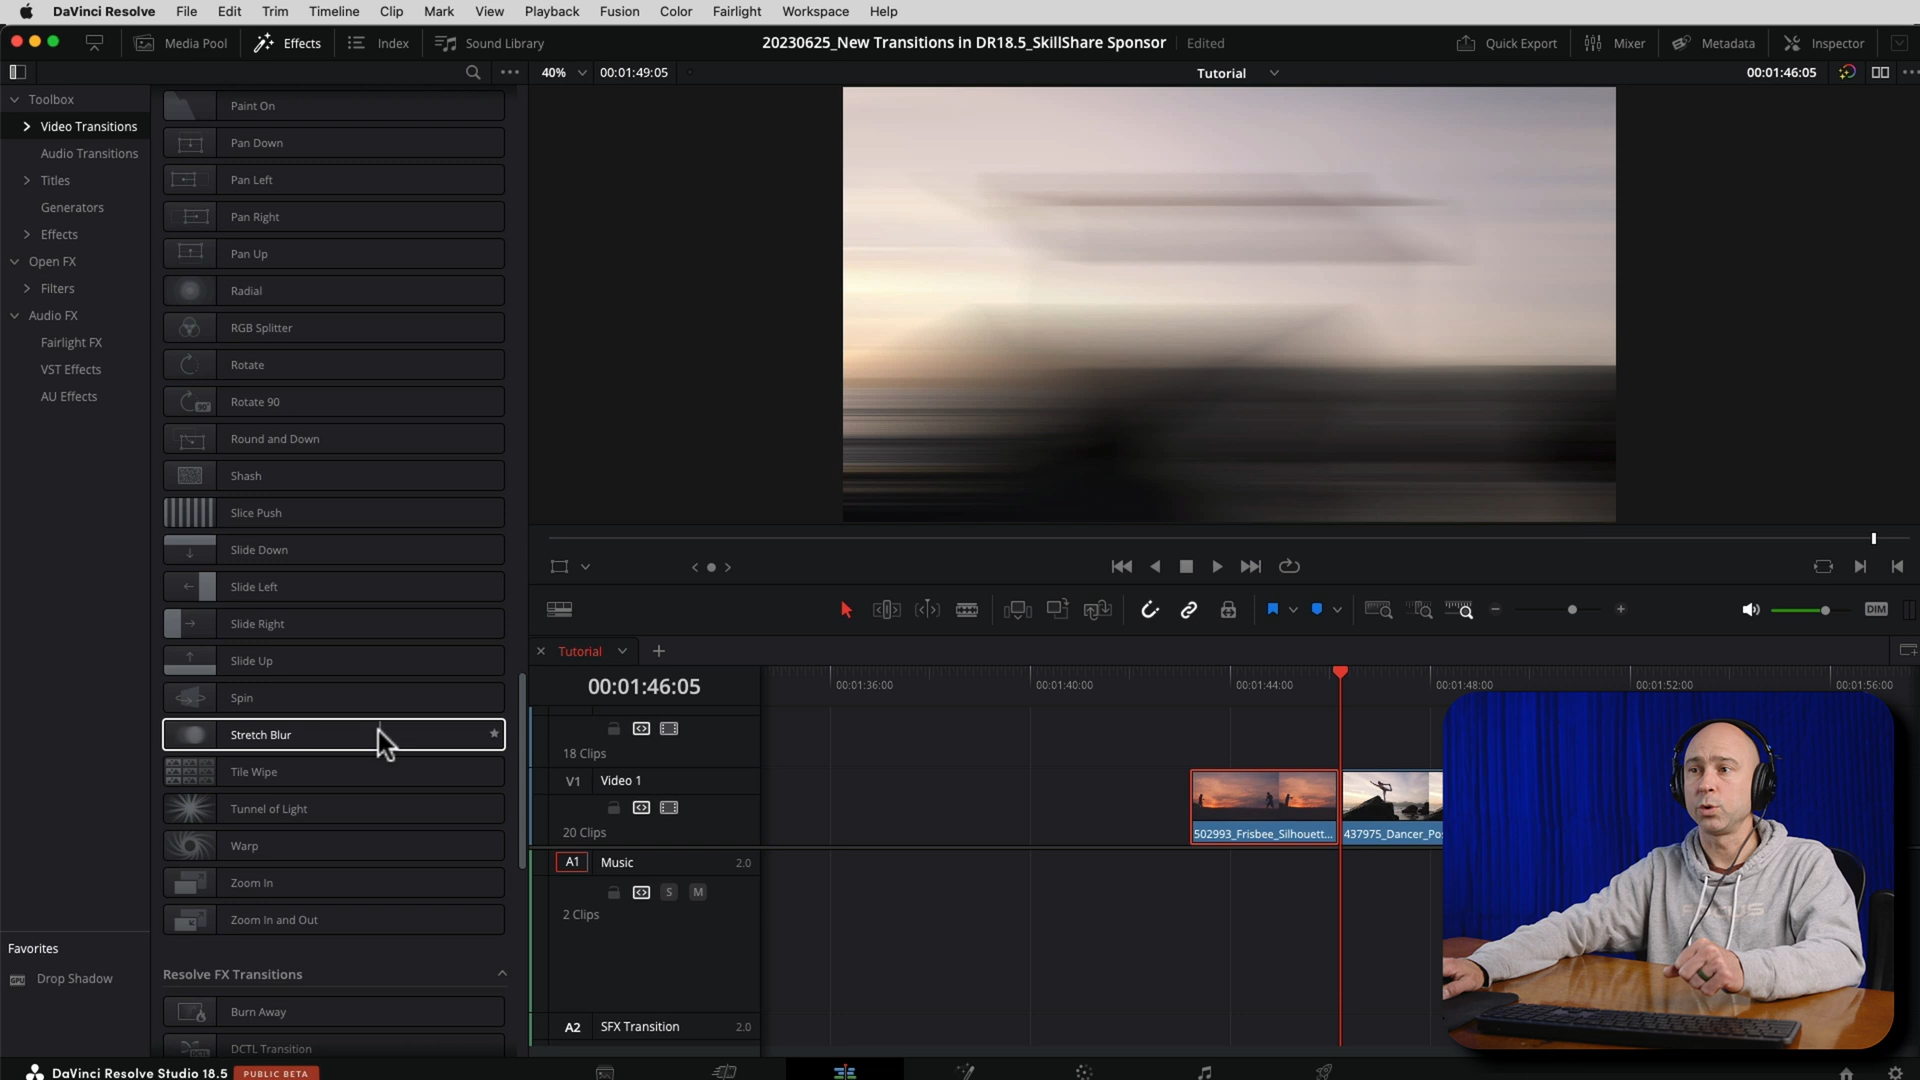 DaVinci Resolve File Edit Trim Timeline Clip Mark View Playback Fusion Color Fairlight Workspace Help
Media Pool Effects Index Sound Library 20230625_New Transitions in DR18.5_SkillShare Sponsor Edited Quick Export Mixer Metadata Inspector
40% 00:01:49:05 Tutorial 00:01:46:05
Toolbox
Video Transitions
Audio Transitions
Titles
Generators
Effects
Open FX
Filters
Audio FX
Fairlight FX
VST Effects
AU Effects
Favorites
Drop Shadow
Paint On
Pan Down
Pan Left
Pan Right
Pan Up
Radial
RGB Splitter
Rotate
90°
Rotate 90
Round and Down
Shash
Slice Push
Slide Down
Slide Left
Slide Right
Slide Up
Spin
Stretch Blur
Tile Wipe
Tunnel of Light
Warp
Zoom In
Zoom In and Out
Resolve FX Transitions
Burn Away
DCTL Transition
DIM
Tutorial
00:01:46:05
00:01:36:00 00:01:40:00 00:01:44:00 00:01:48:00 00:01:52:00 00:01:56:00
18 Clips
V1 Video 1
20 Clips
502993_Frisbee_Silhouett... 437975_Dancer_Po
A1 Music 2.0
S M
2 Clips
A2 SFX Transition 2.0
DaVinci Resolve Studio 18.5 PUBLIC BETA